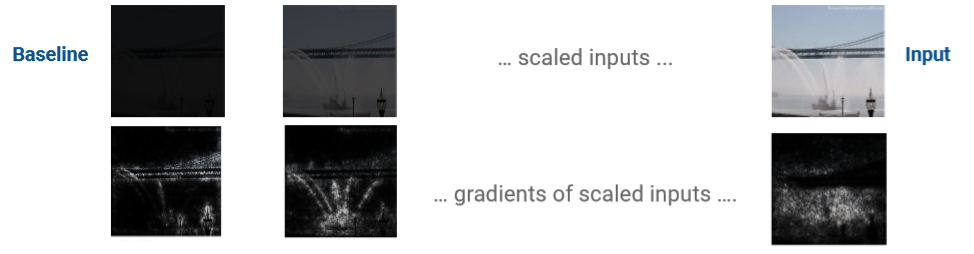 Baseline
... scaled inputs ...
Input
... gradients of scaled inputs ....